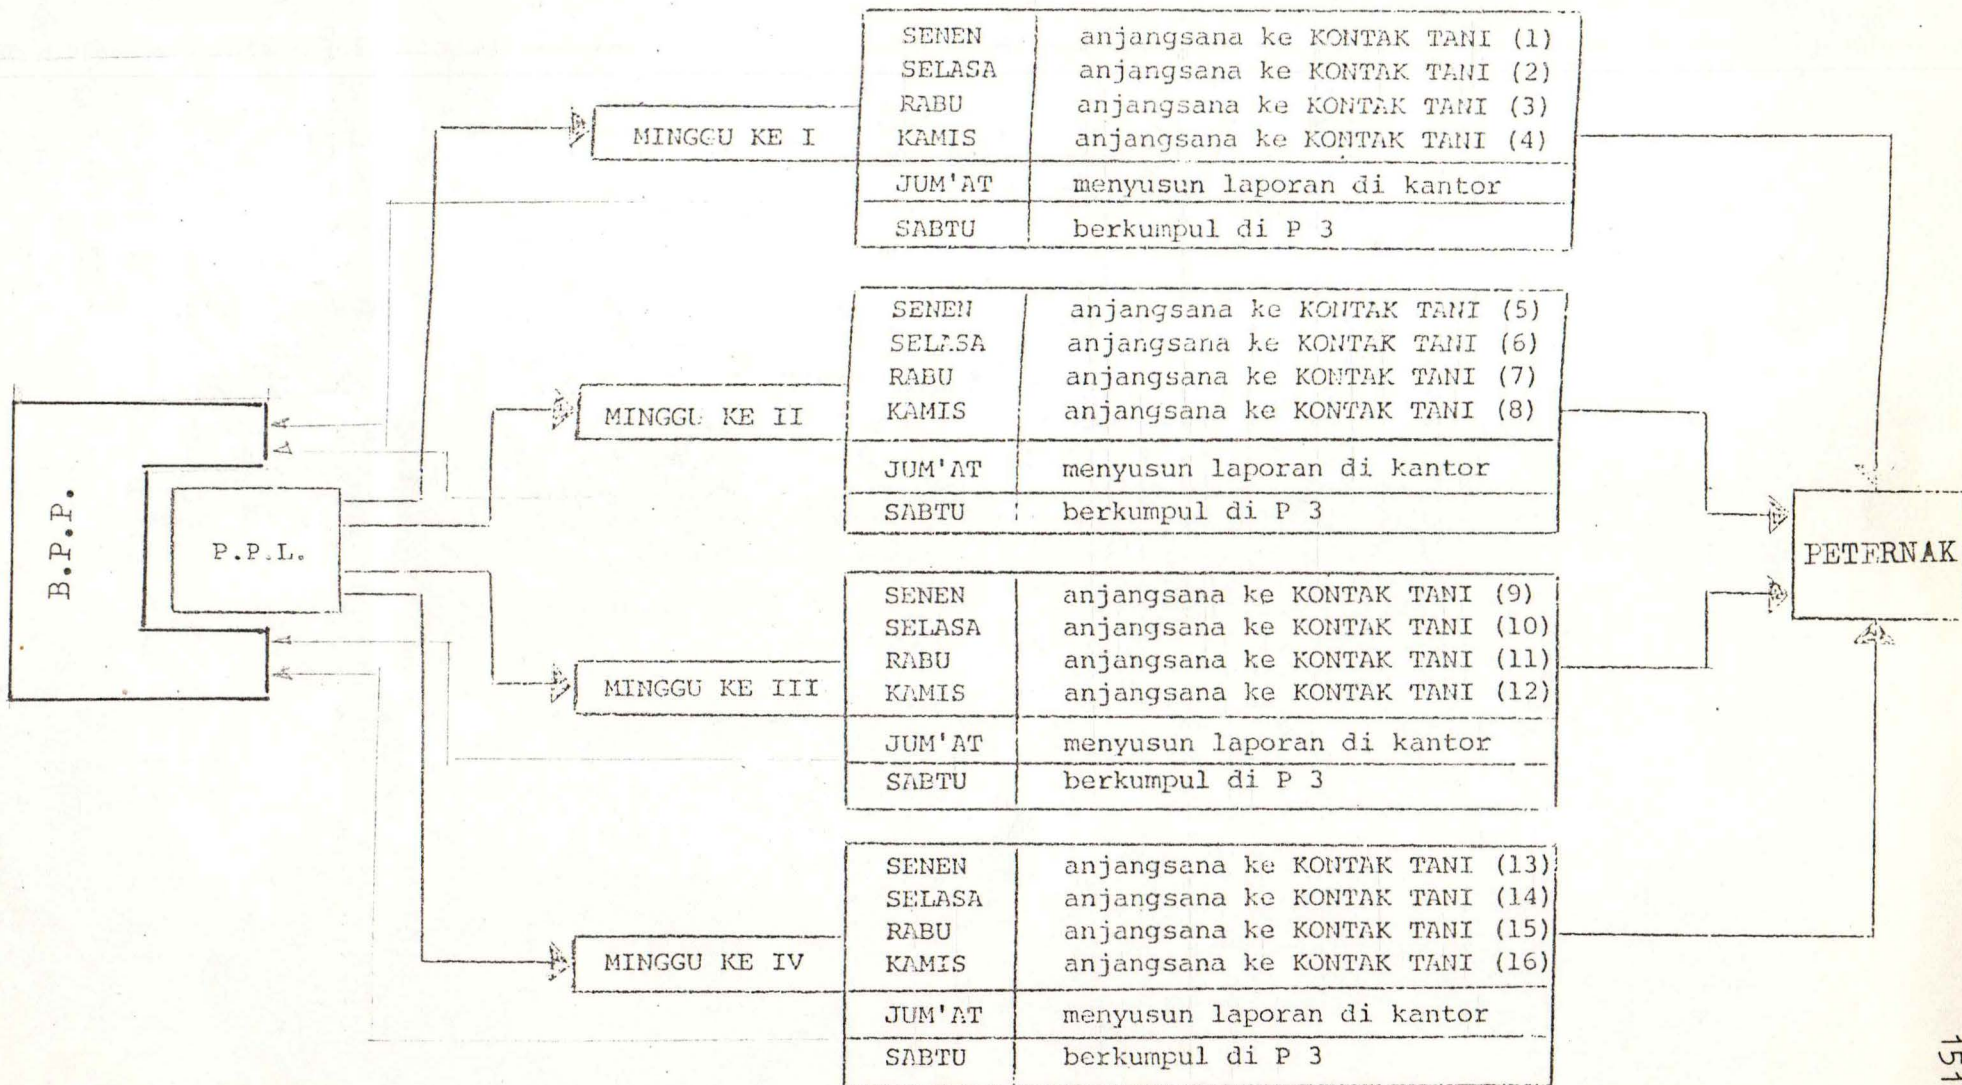 B.P.P.
P.P.L.
MINGGU KE I
SENEN anjangsana ke KONTAK TANI (1)
SELASA anjangsana ke KONTAK TANI (2)
RABU anjangsana ke KONTAK TANI (3)
KAMIS anjangsana ke KONTAK TANI (4)
JUM'AT menyusun laporan di kantor
SABTU berkumpul di P 3
MINGGU KE II
SENEN anjangsana ke KONTAK TANI (5)
SELASA anjangsana ke KONTAK TANI (6)
RABU anjangsana ke KONTAK TANI (7)
KAMIS anjangsana ke KONTAK TANI (8)
JUM'AT menyusun laporan di kantor
SABTU berkumpul di P 3
MINGGU KE III
SENEN anjangsana ke KONTAK TANI (9)
SELASA anjangsana ke KONTAK TANI (10)
RABU anjangsana ke KONTAK TANI (11)
KAMIS anjangsana ke KONTAK TANI (12)
JUM'AT menyusun laporan di kantor
SABTU berkumpul di P 3
MINGGU KE IV
SENEN anjangsana ke KONTAK TANI (13)
SELASA anjangsana ke KONTAK TANI (14)
RABU anjangsana ke KONTAK TANI (15)
KAMIS anjangsana ke KONTAK TANI (16)
JUM'AT menyusun laporan di kantor
SABTU berkumpul di P 3
PETERNAK
151